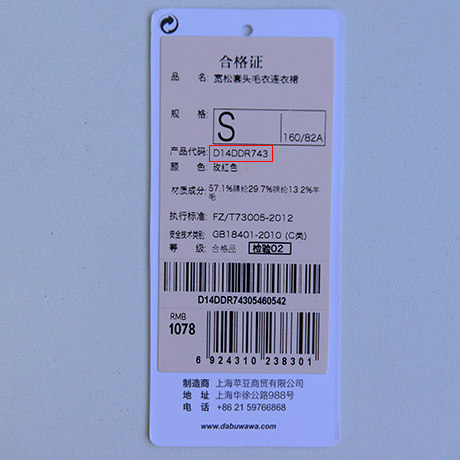 合格证
品 名: 宽松套头毛衣连衣裙
规 格: S 160/82A
产品代码: D14DDR743
颜 色: 玫红色
材质成分: 57.1%腈纶29.7%锦纶13.2%羊毛
执行标准: FZ/T73005-2012
安全技术类别: GB18401-2010 (C类)
等 级: 合格品 检验02
D14DDR74305460542
RMB
1078
6 924310 238301
制造商 上海苹豆商贸有限公司
地 址 上海华徐公路988号
电 话 +86 21 59766868
www.dabuwawa.com